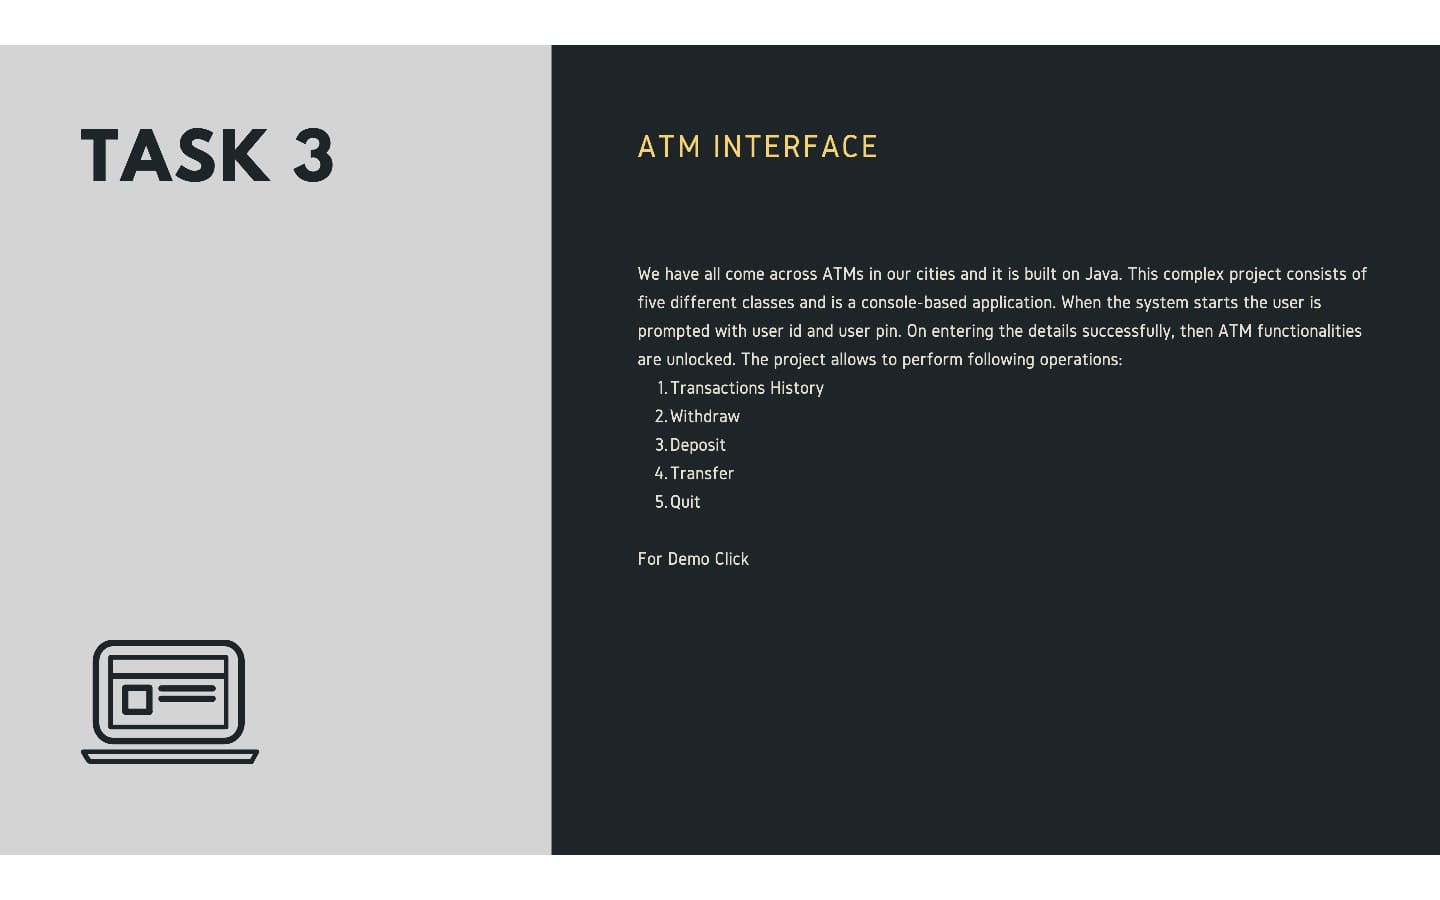 TASK 3
ATM INTERFACE
We have all come across ATMs in our cities and it is built on Java. This complex project consists of
five different classes and is a console-based application. When the system starts the user is
prompted with user id and user pin. On entering the details successfully, then ATM functionalities
are unlocked. The project allows to perform following operations:
1. Transactions History
2. Withdraw
3. Deposit
4. Transfer
5. Quit
For Demo Click